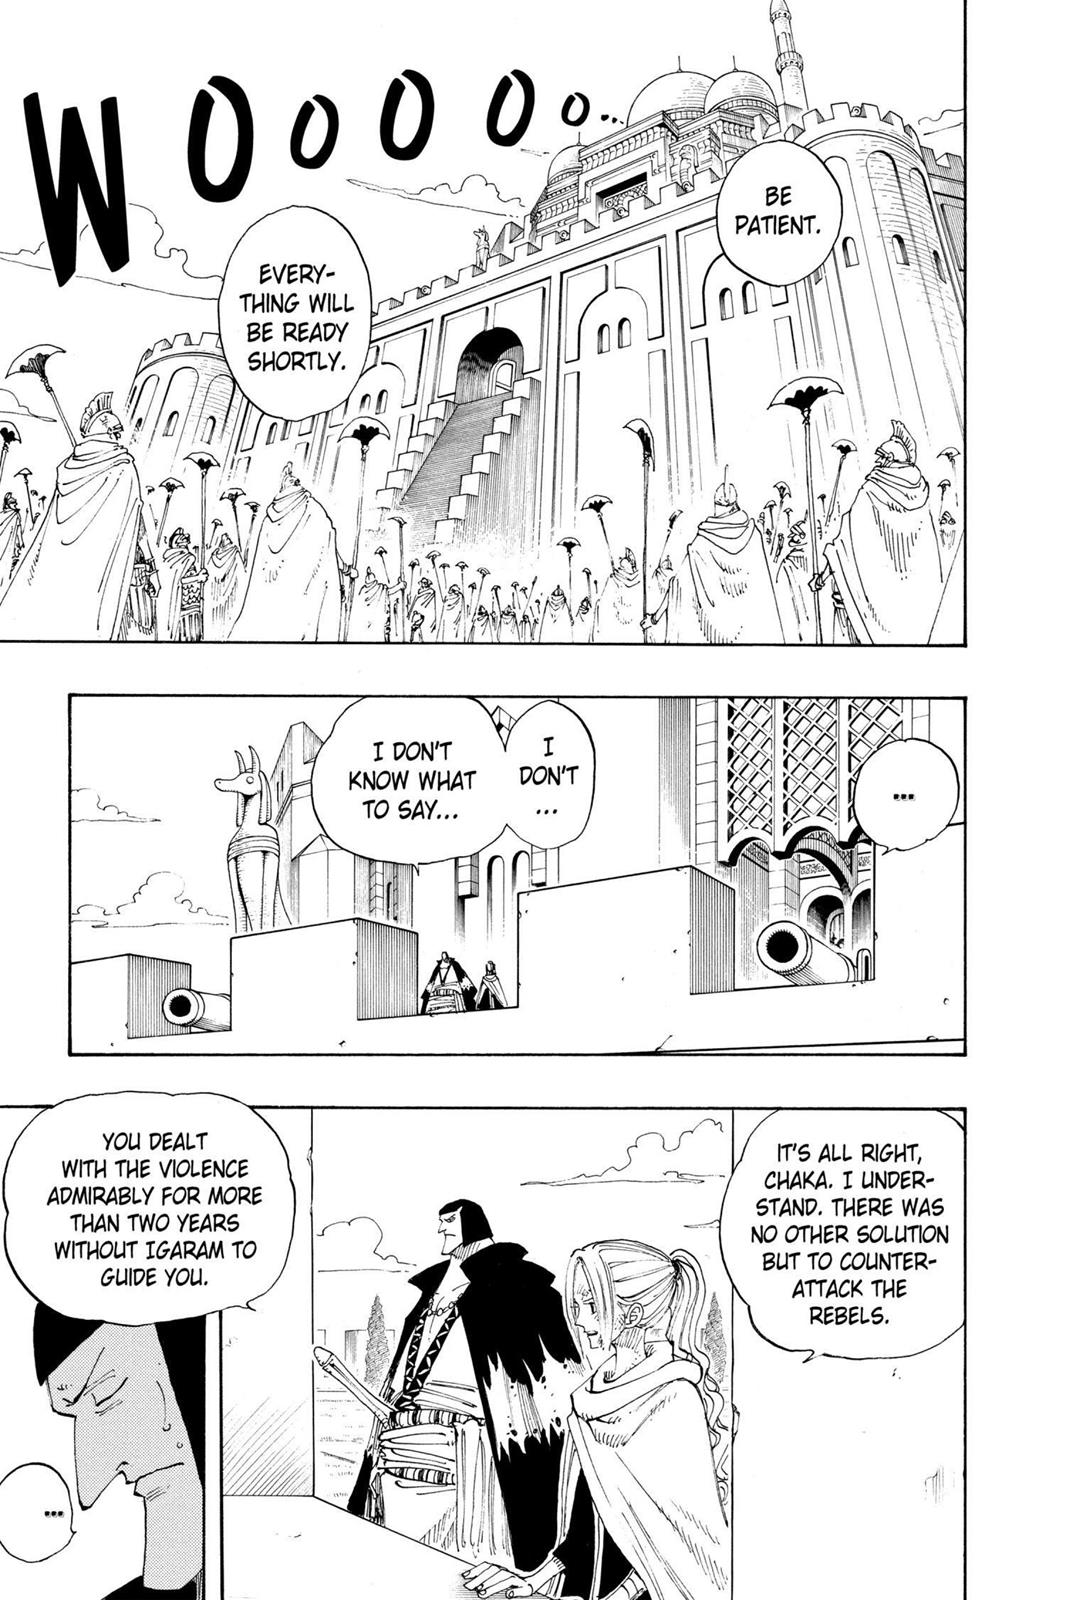 WOOOOO...
BE
PATIENT.
EVERY-
THING WILL
BE READY
SHORTLY.
...
I
DON'T
...
I DON'T
KNOW WHAT
TO SAY...
IT'S ALL RIGHT,
CHAKA. I UNDER-
STAND. THERE WAS
NO OTHER SOLUTION
BUT TO COUNTER-
ATTACK THE
REBELS.
YOU DEALT
WITH THE VIOLENCE
ADMIRABLY FOR MORE
THAN TWO YEARS
WITHOUT IGARAM TO
GUIDE YOU.
...